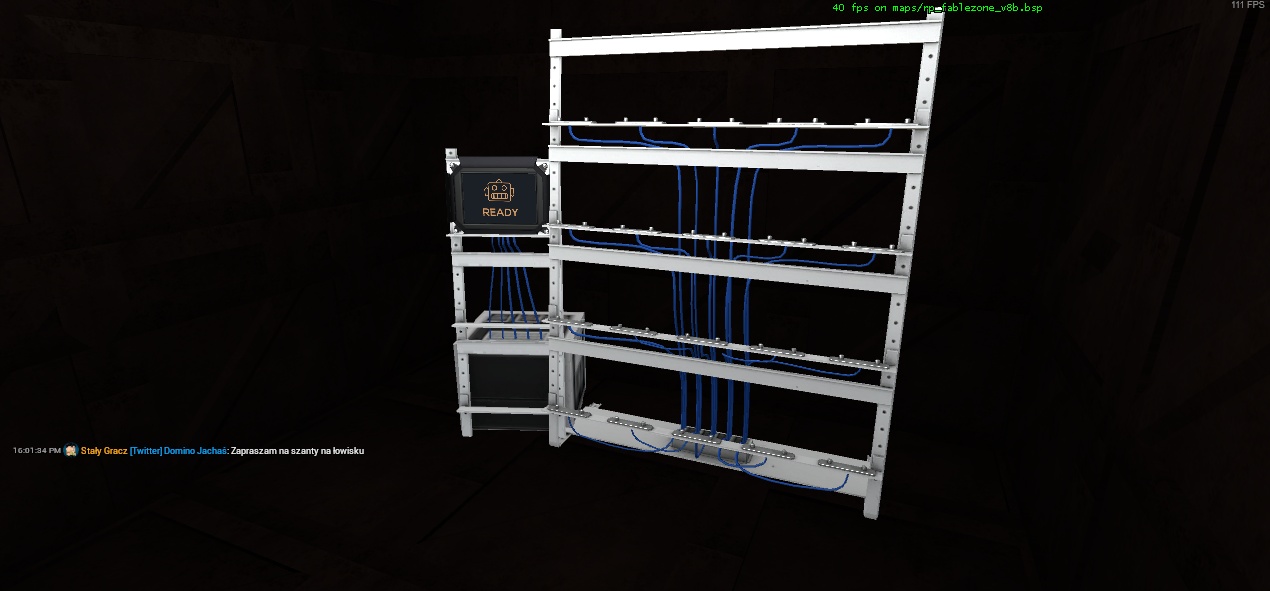 40 fps on maps/rp_fablezone_v8b.bsp
111 FPS
READY
16:01:34 PM Stały Gracz [Twitter] Domino Jachaś: Zapraszam na szanty na łowisku